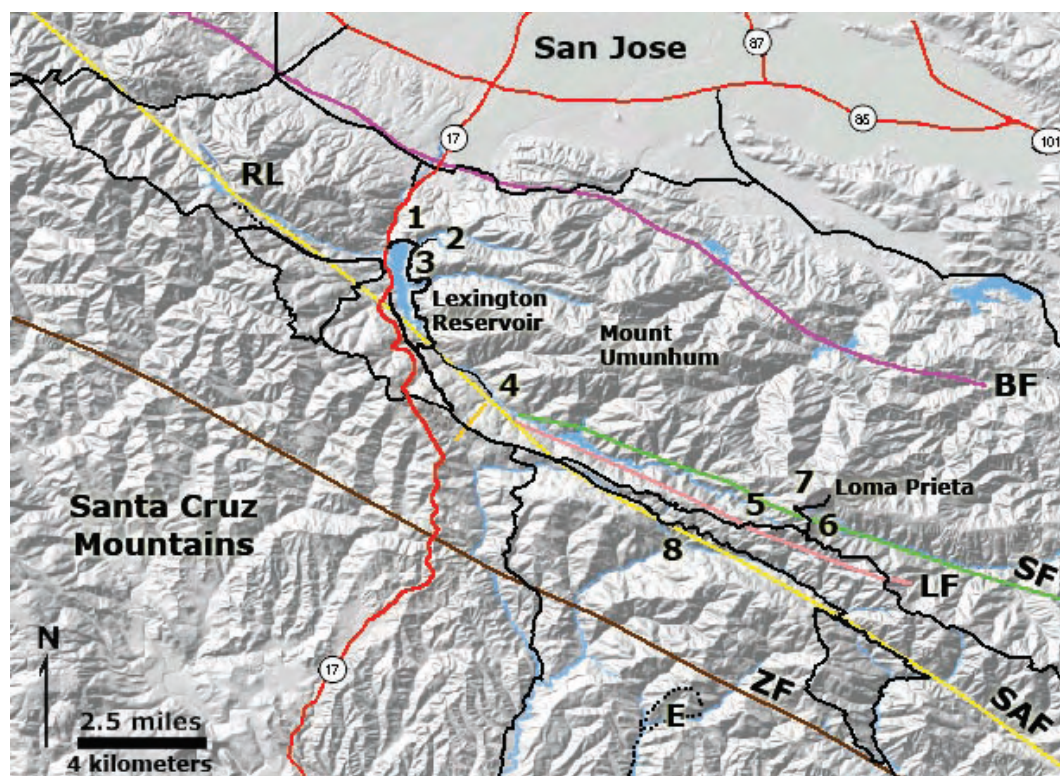 San Jose
87
17
85
101
RL
1
2
3
Lexington
Reservoir
Mount
Umunhum
4
BF
Santa Cruz
Mountains
7
Loma Prieta
5
6
8
SF
LF
N
17
ZF
SAF
E
2.5 miles
4 kilometers